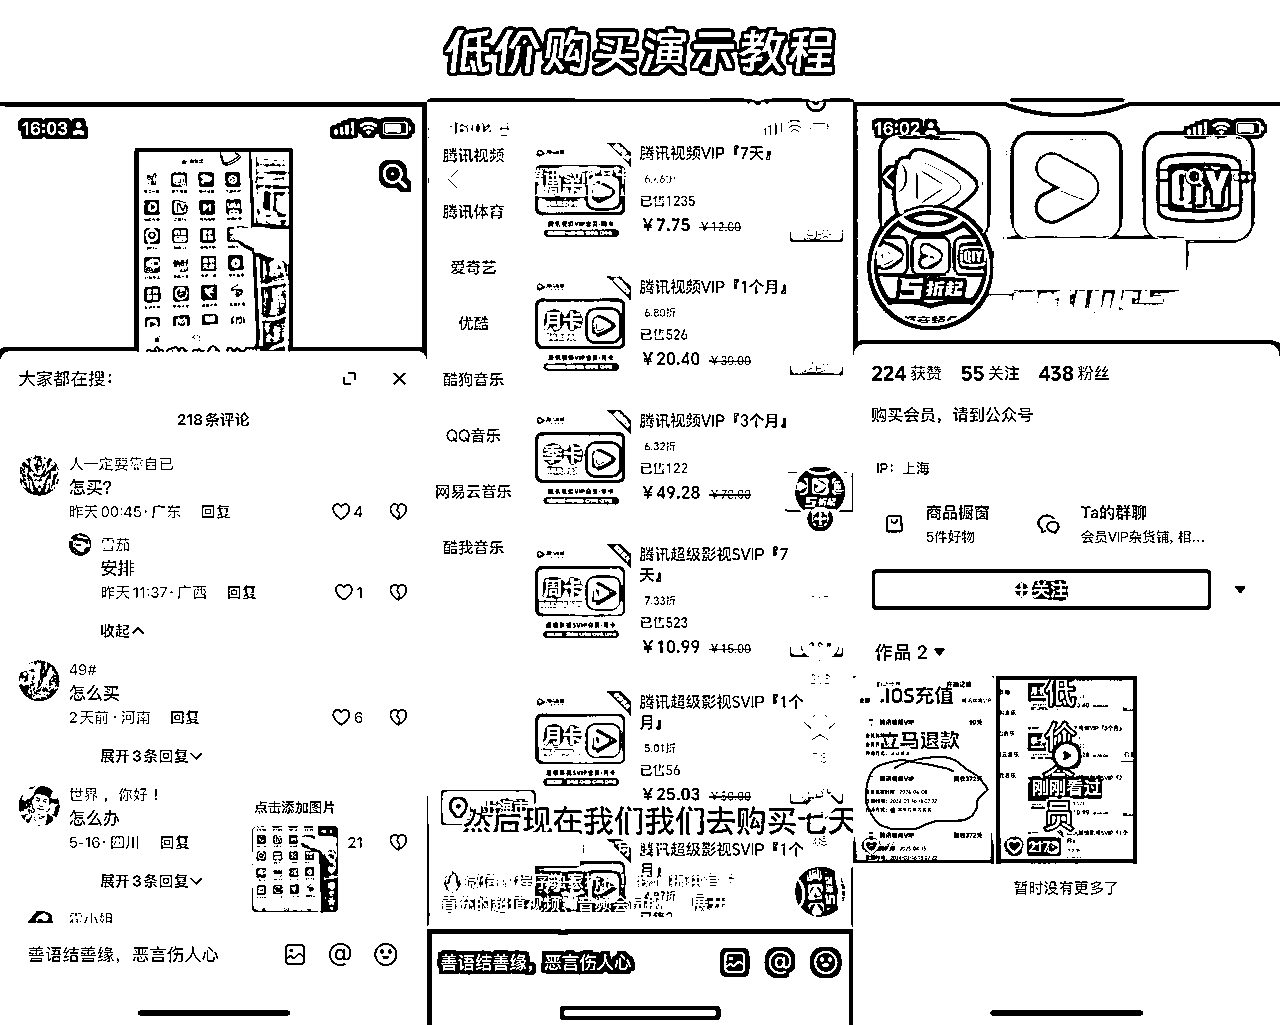 低价购买演示教程
16:03
大家都在搜：
218条评论
人一定要靠自己
怎买?
昨天 00:45 · 广东 回复
4
雪茄
安排
昨天 11:37 · 广西 回复
1
收起
49#
怎么买
2天前 · 河南 回复
6
展开3条回复
世界，你好！
怎么办
5-16 · 四川 回复
21
展开3条回复
点击添加图片
善语结善缘，恶言伤人心
腾讯视频
腾讯体育
爱奇艺
优酷
酷狗音乐
QQ音乐
网易云音乐
酷我音乐
腾讯视频VIP『7天』
已售1235
￥7.75 ￥12.00
月卡
腾讯视频VIP『1个月』
6.80折
已售526
￥20.40 ￥30.00
季卡
腾讯视频VIP『3个月』
6.32折
已售122
￥49.28 ￥78.00
周卡
腾讯超级影视SVIP『7
天』
7.33折
已售523
￥10.99 ￥15.00
月卡
腾讯超级影视SVIP『1个
月』
5.01折
已售56
￥25.03 ￥50.00
然后现在我们我们去购买七天
腾讯超级影视SVIP『1个
月』
善语结善缘，恶言伤人心
16:02
QIY
5折起
224 获赞 55 关注 438 粉丝
购买会员，请到公众号
IP：上海
商品橱窗
5件好物
Ta的群聊
会员VIP杂货铺, 相...
关注
作品 2
iOS充值
立马退款
低
价
会
员
刚刚看过
217
暂时没有更多了